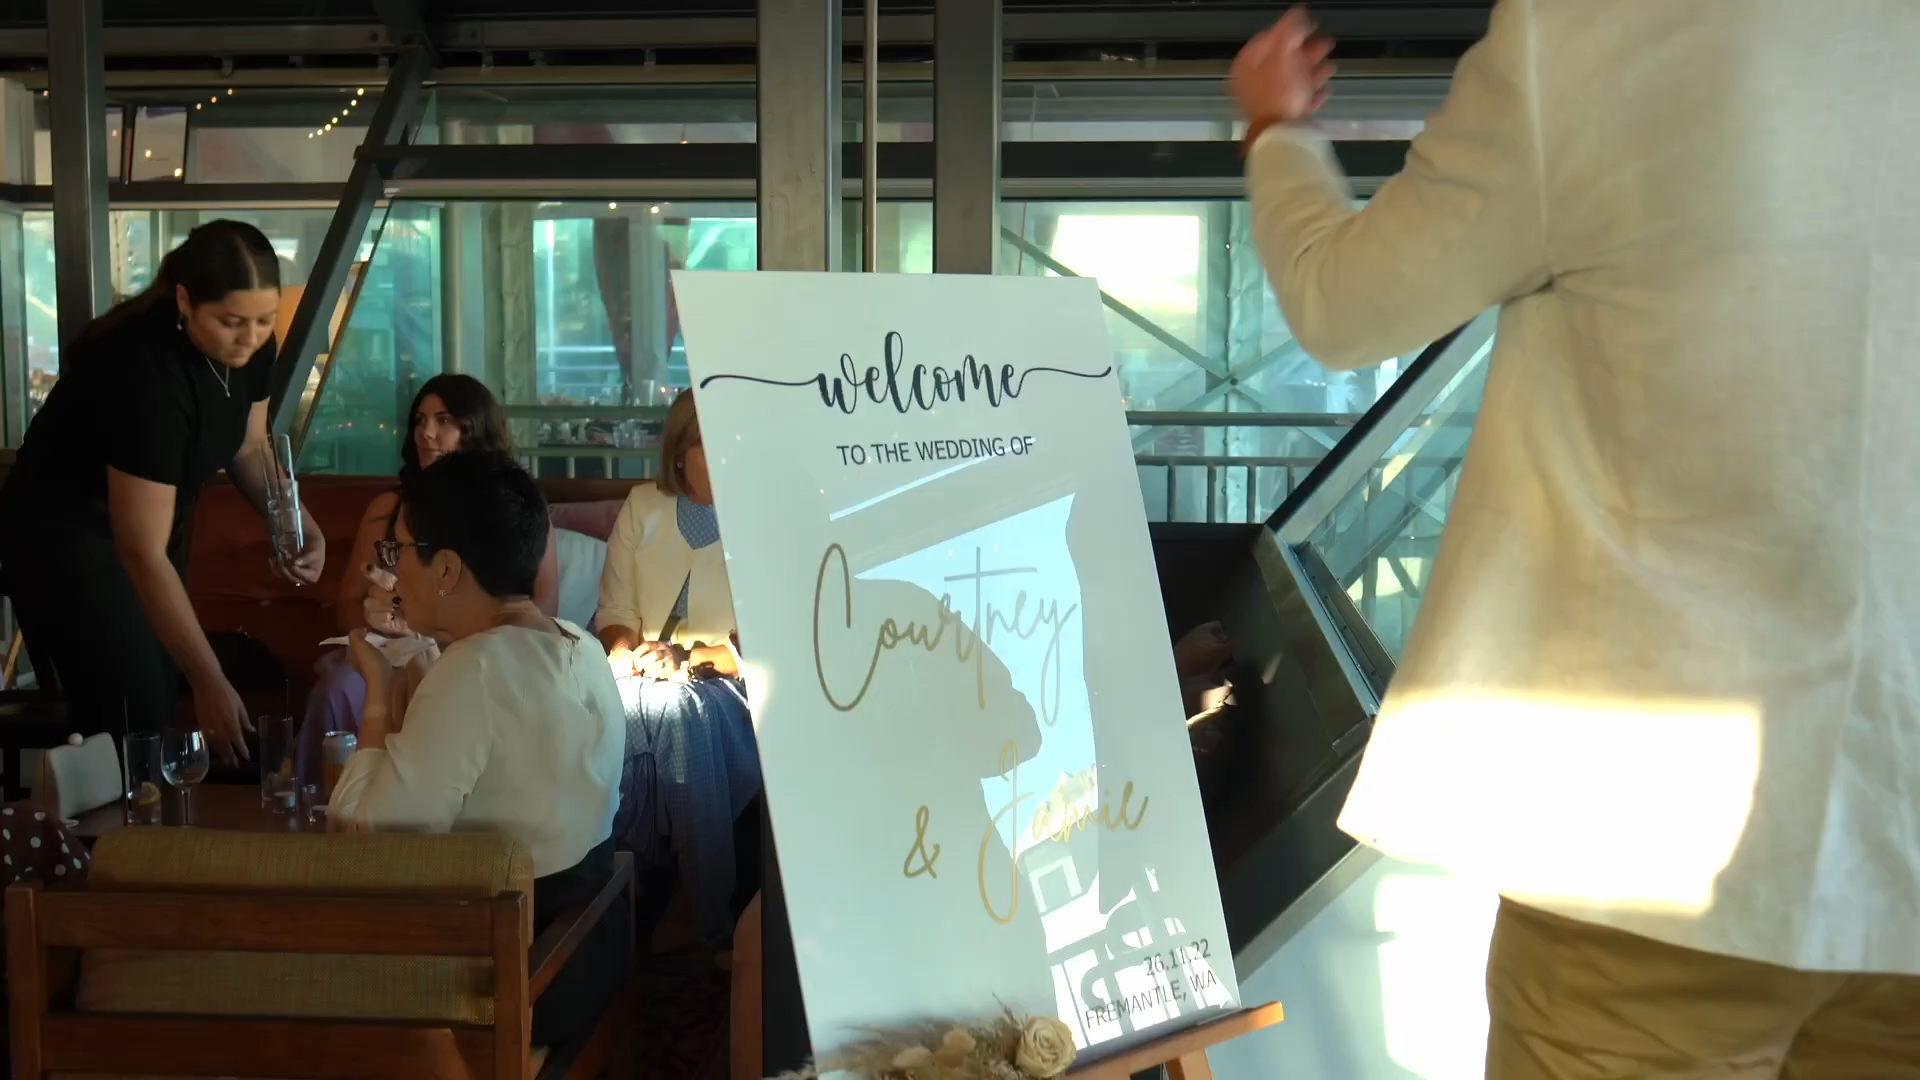 welcome
TO THE WEDDING OF
Courtney
& Jamie
26.11.22
FREMANTLE, WA